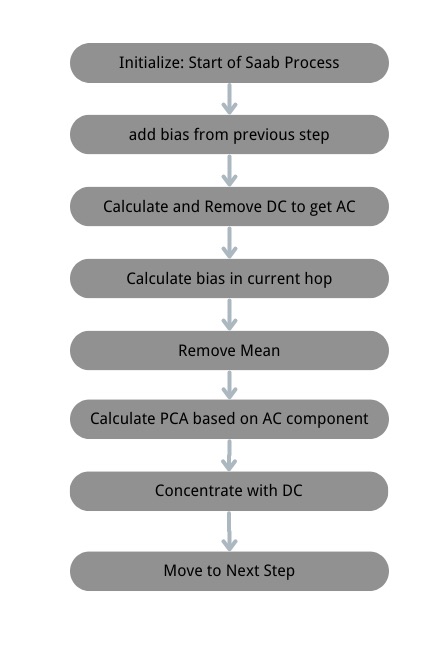 Initialize: Start of Saab Process
add bias from previous step
Calculate and Remove DC to get AC
Calculate bias in current hop
Remove Mean
Calculate PCA based on AC component
Concentrate with DC
Move to Next Step